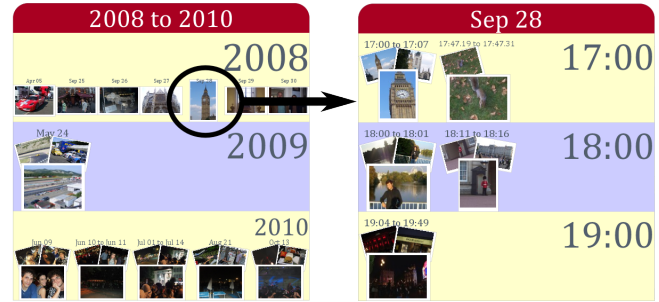 2008 to 2010
2008
Apr 05 Sep 25 Sep 26 Sep 27 Sep 28 Sep 29 Sep 30
May 24
2009
2010
Jun 09 Jun 10 to Jun 11 Jul 01 to Jul 14 Aug 21 Oct 13
Sep 28
17:00 to 17:07 17:47.19 to 17:47.31
17:00
18:00 to 18:01 18:11 to 18:16
18:00
19:04 to 19:49
19:00